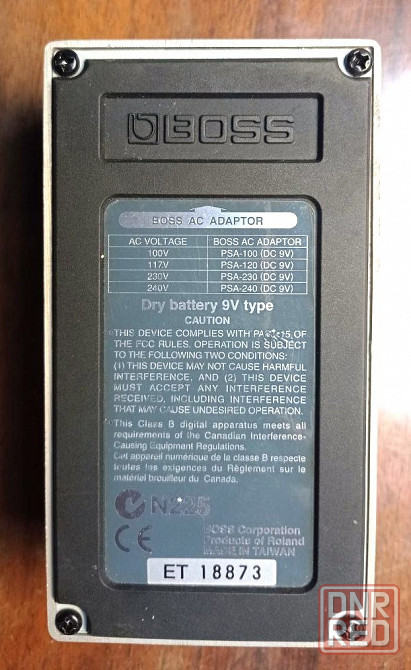 BOSS
BOSS AC ADAPTOR
AC VOLTAGE BOSS AC ADAPTOR
100V PSA-100 (DC 9V)
117V PSA-120 (DC 9V)
230V PSA-230 (DC 9V)
240V PSA-240 (DC 9V)
Dry battery 9V type
CAUTION
THIS DEVICE COMPLIES WITH PART 15 OF
THE FCC RULES. OPERATION IS SUBJECT
TO THE FOLLOWING TWO CONDITIONS:
(1) THIS DEVICE MAY NOT CAUSE HARMFUL
INTERFERENCE, AND (2) THIS DEVICE
MUST ACCEPT ANY INTERFERENCE
RECEIVED, INCLUDING INTERFERENCE
THAT MAY CAUSE UNDESIRED OPERATION.
This Class B digital apparatus meets all
requirements of the Canadian Interference-
Causing Equipment Regulations.
Cet appareil numérique de la classe B respecte
toutes les exigences du Règlement sur le
matériel brouilleur du Canada.
N225
CE
BOSS Corporation
Products of Roland
MADE IN TAIWAN
ET 18873
DNR
RED